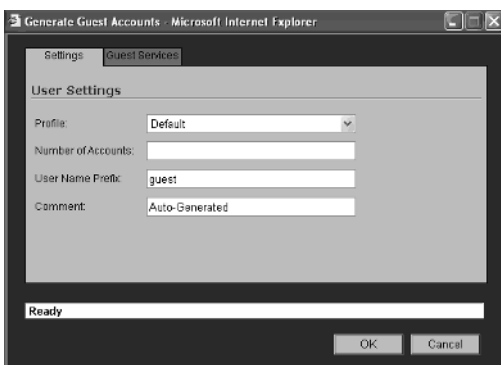 Generate Guest Accounts - Microsoft Internet Explorer
Settings Guest Services
User Settings
Profile: Default
Number of Accounts:
User Name Prefix: guest
Comment: Auto-Generated
Ready
OK Cancel